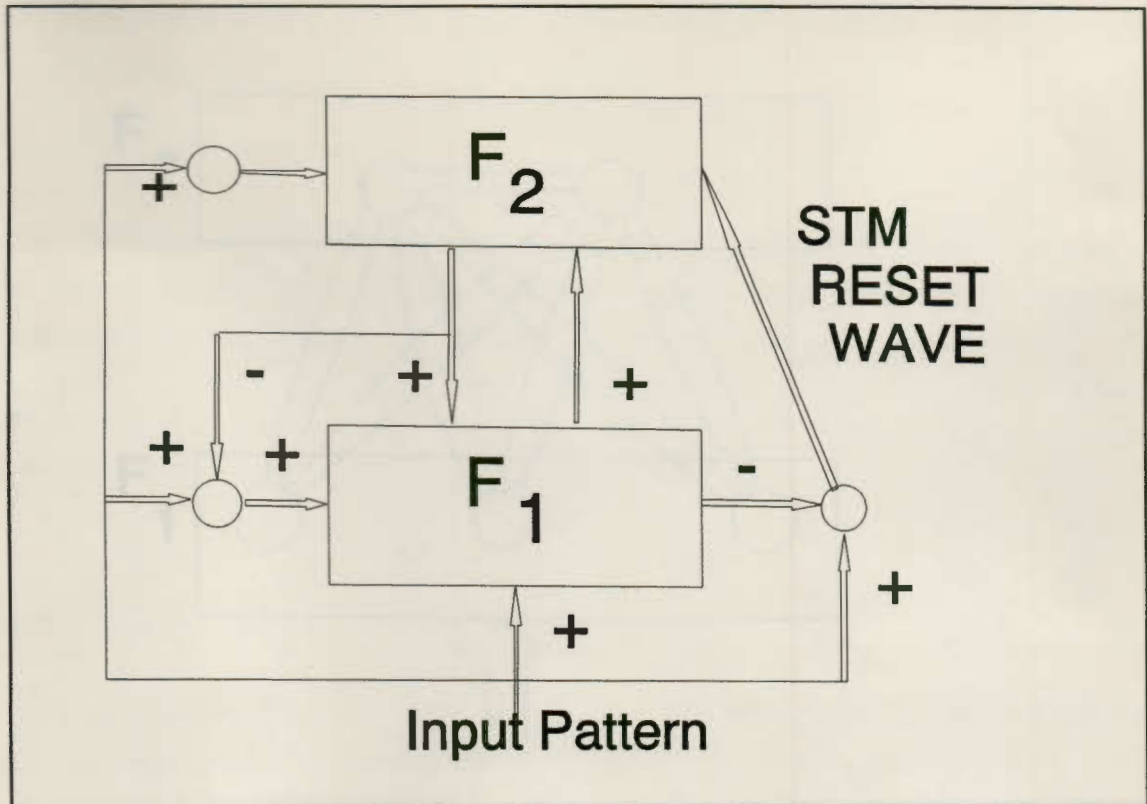 F2
+
STM
RESET
WAVE
-
+
+
+
+
F1
-
+
+
Input Pattern